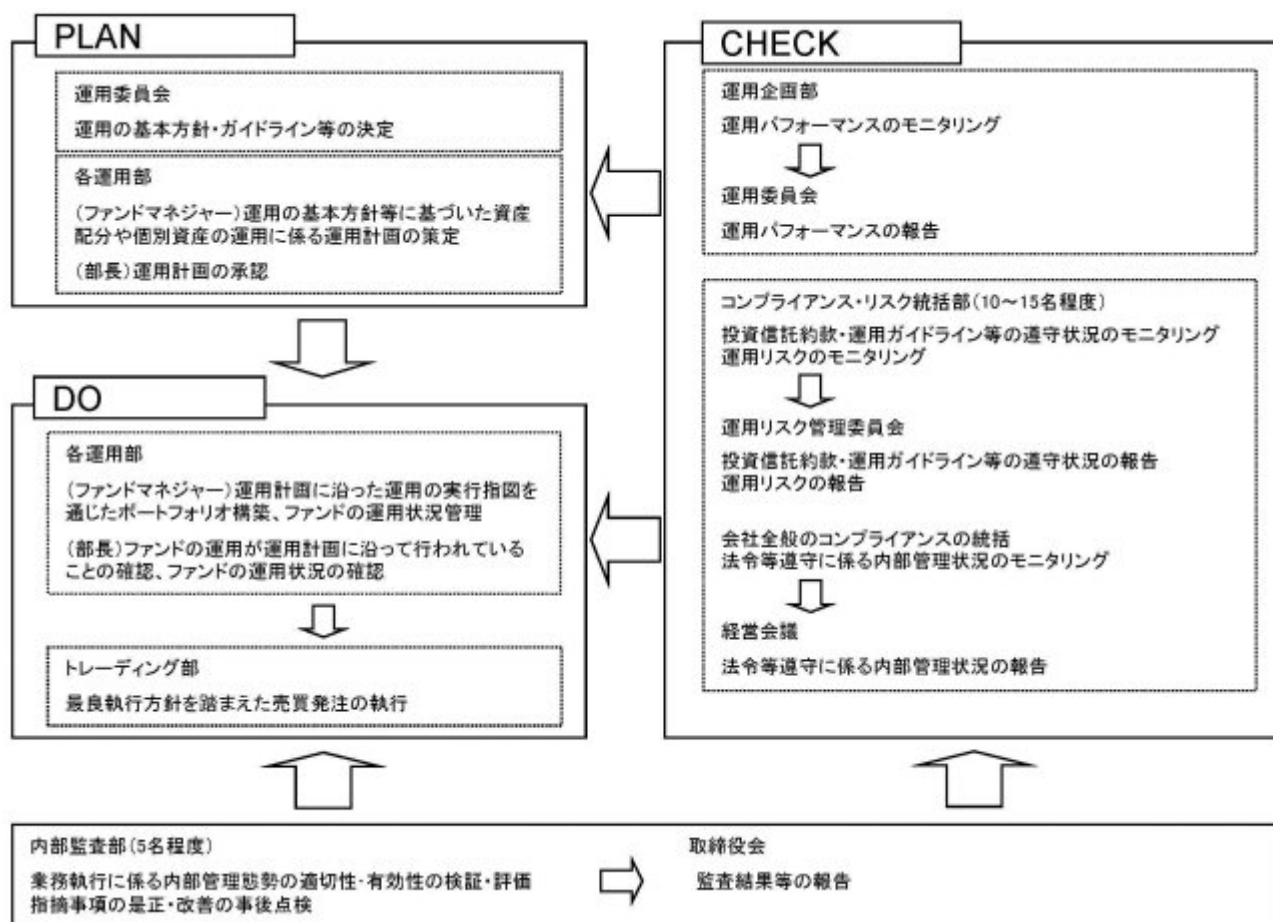 PLAN
運用委員会
運用の基本方針・ガイドライン等の決定
各運用部
(ファンドマネジャー)運用の基本方針等に基づいた資産
配分や個別資産の運用に係る運用計画の策定
(部長)運用計画の承認
DO
各運用部
(ファンドマネジャー)運用計画に沿った運用の実行指図を
通じたポートフォリオ構築、ファンドの運用状況管理
(部長)ファンドの運用が運用計画に沿って行われている
ことの確認、ファンドの運用状況の確認
トレーディング部
最良執行方針を踏まえた売買発注の執行
CHECK
運用企画部
運用パフォーマンスのモニタリング
運用委員会
運用パフォーマンスの報告
コンプライアンス・リスク統括部(10～15名程度)
投資信託約款・運用ガイドライン等の遵守状況のモニタリング
運用リスクのモニタリング
運用リスク管理委員会
投資信託約款・運用ガイドライン等の遵守状況の報告
運用リスクの報告
会社全般のコンプライアンスの統括
法令等遵守に係る内部管理状況のモニタリング
経営会議
法令等遵守に係る内部管理状況の報告
内部監査部(5名程度)
業務執行に係る内部管理態勢の適切性・有効性の検証・評価
指摘事項の是正・改善の事後点検
取締役会
監査結果等の報告